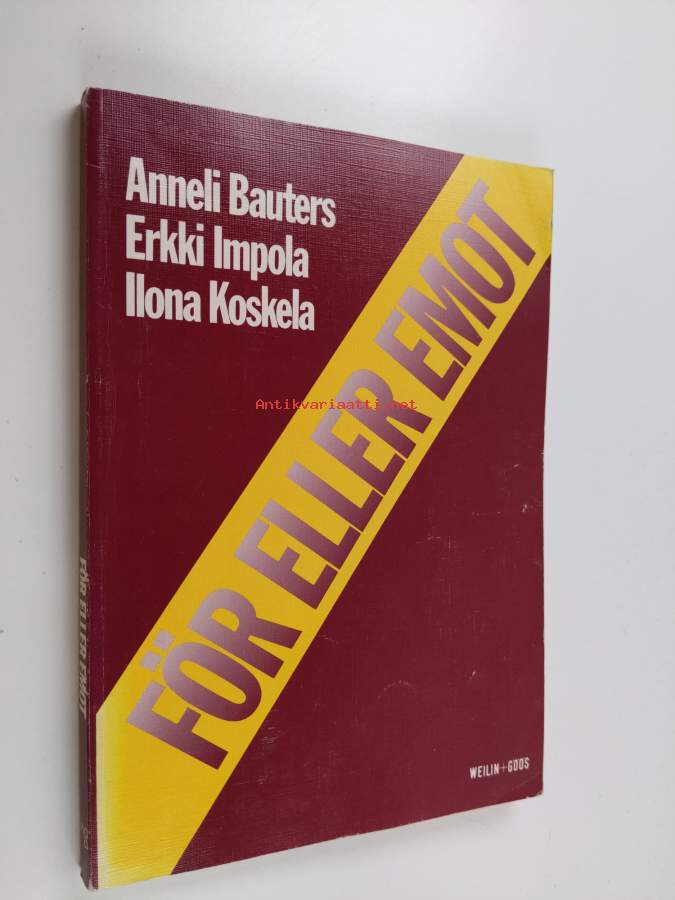 Anneli Bauters
Erkki Impola
Ilona Koskela
FÖR ELLER EMOT
WEILIN+GÖÖS
FÖR ELLER EMOT
Antikvariaatti.net